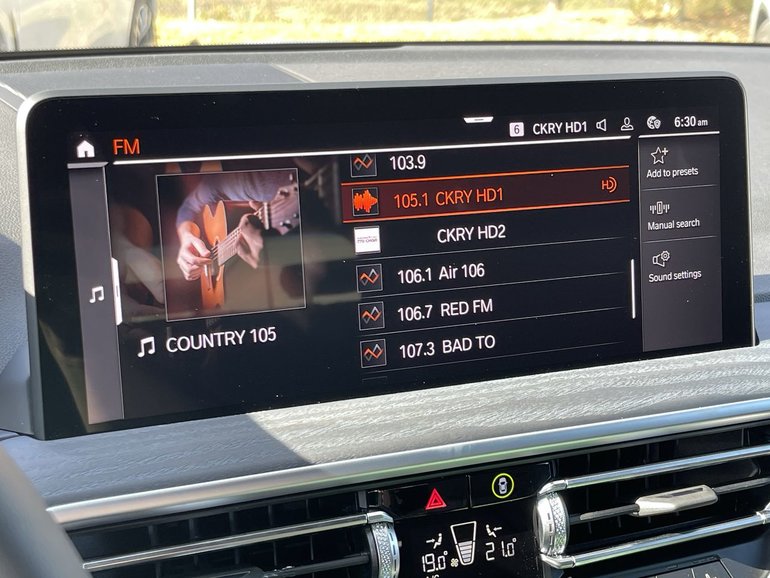 6 CKRY HD1 6:30 am
FM
103.9
105.1 CKRY HD1 HD
CKRY HD2
106.1 Air 106
106.7 RED FM
107.3 BAD TO
COUNTRY 105
Add to presets
Manual search
Sound settings
19.0° 21.0°